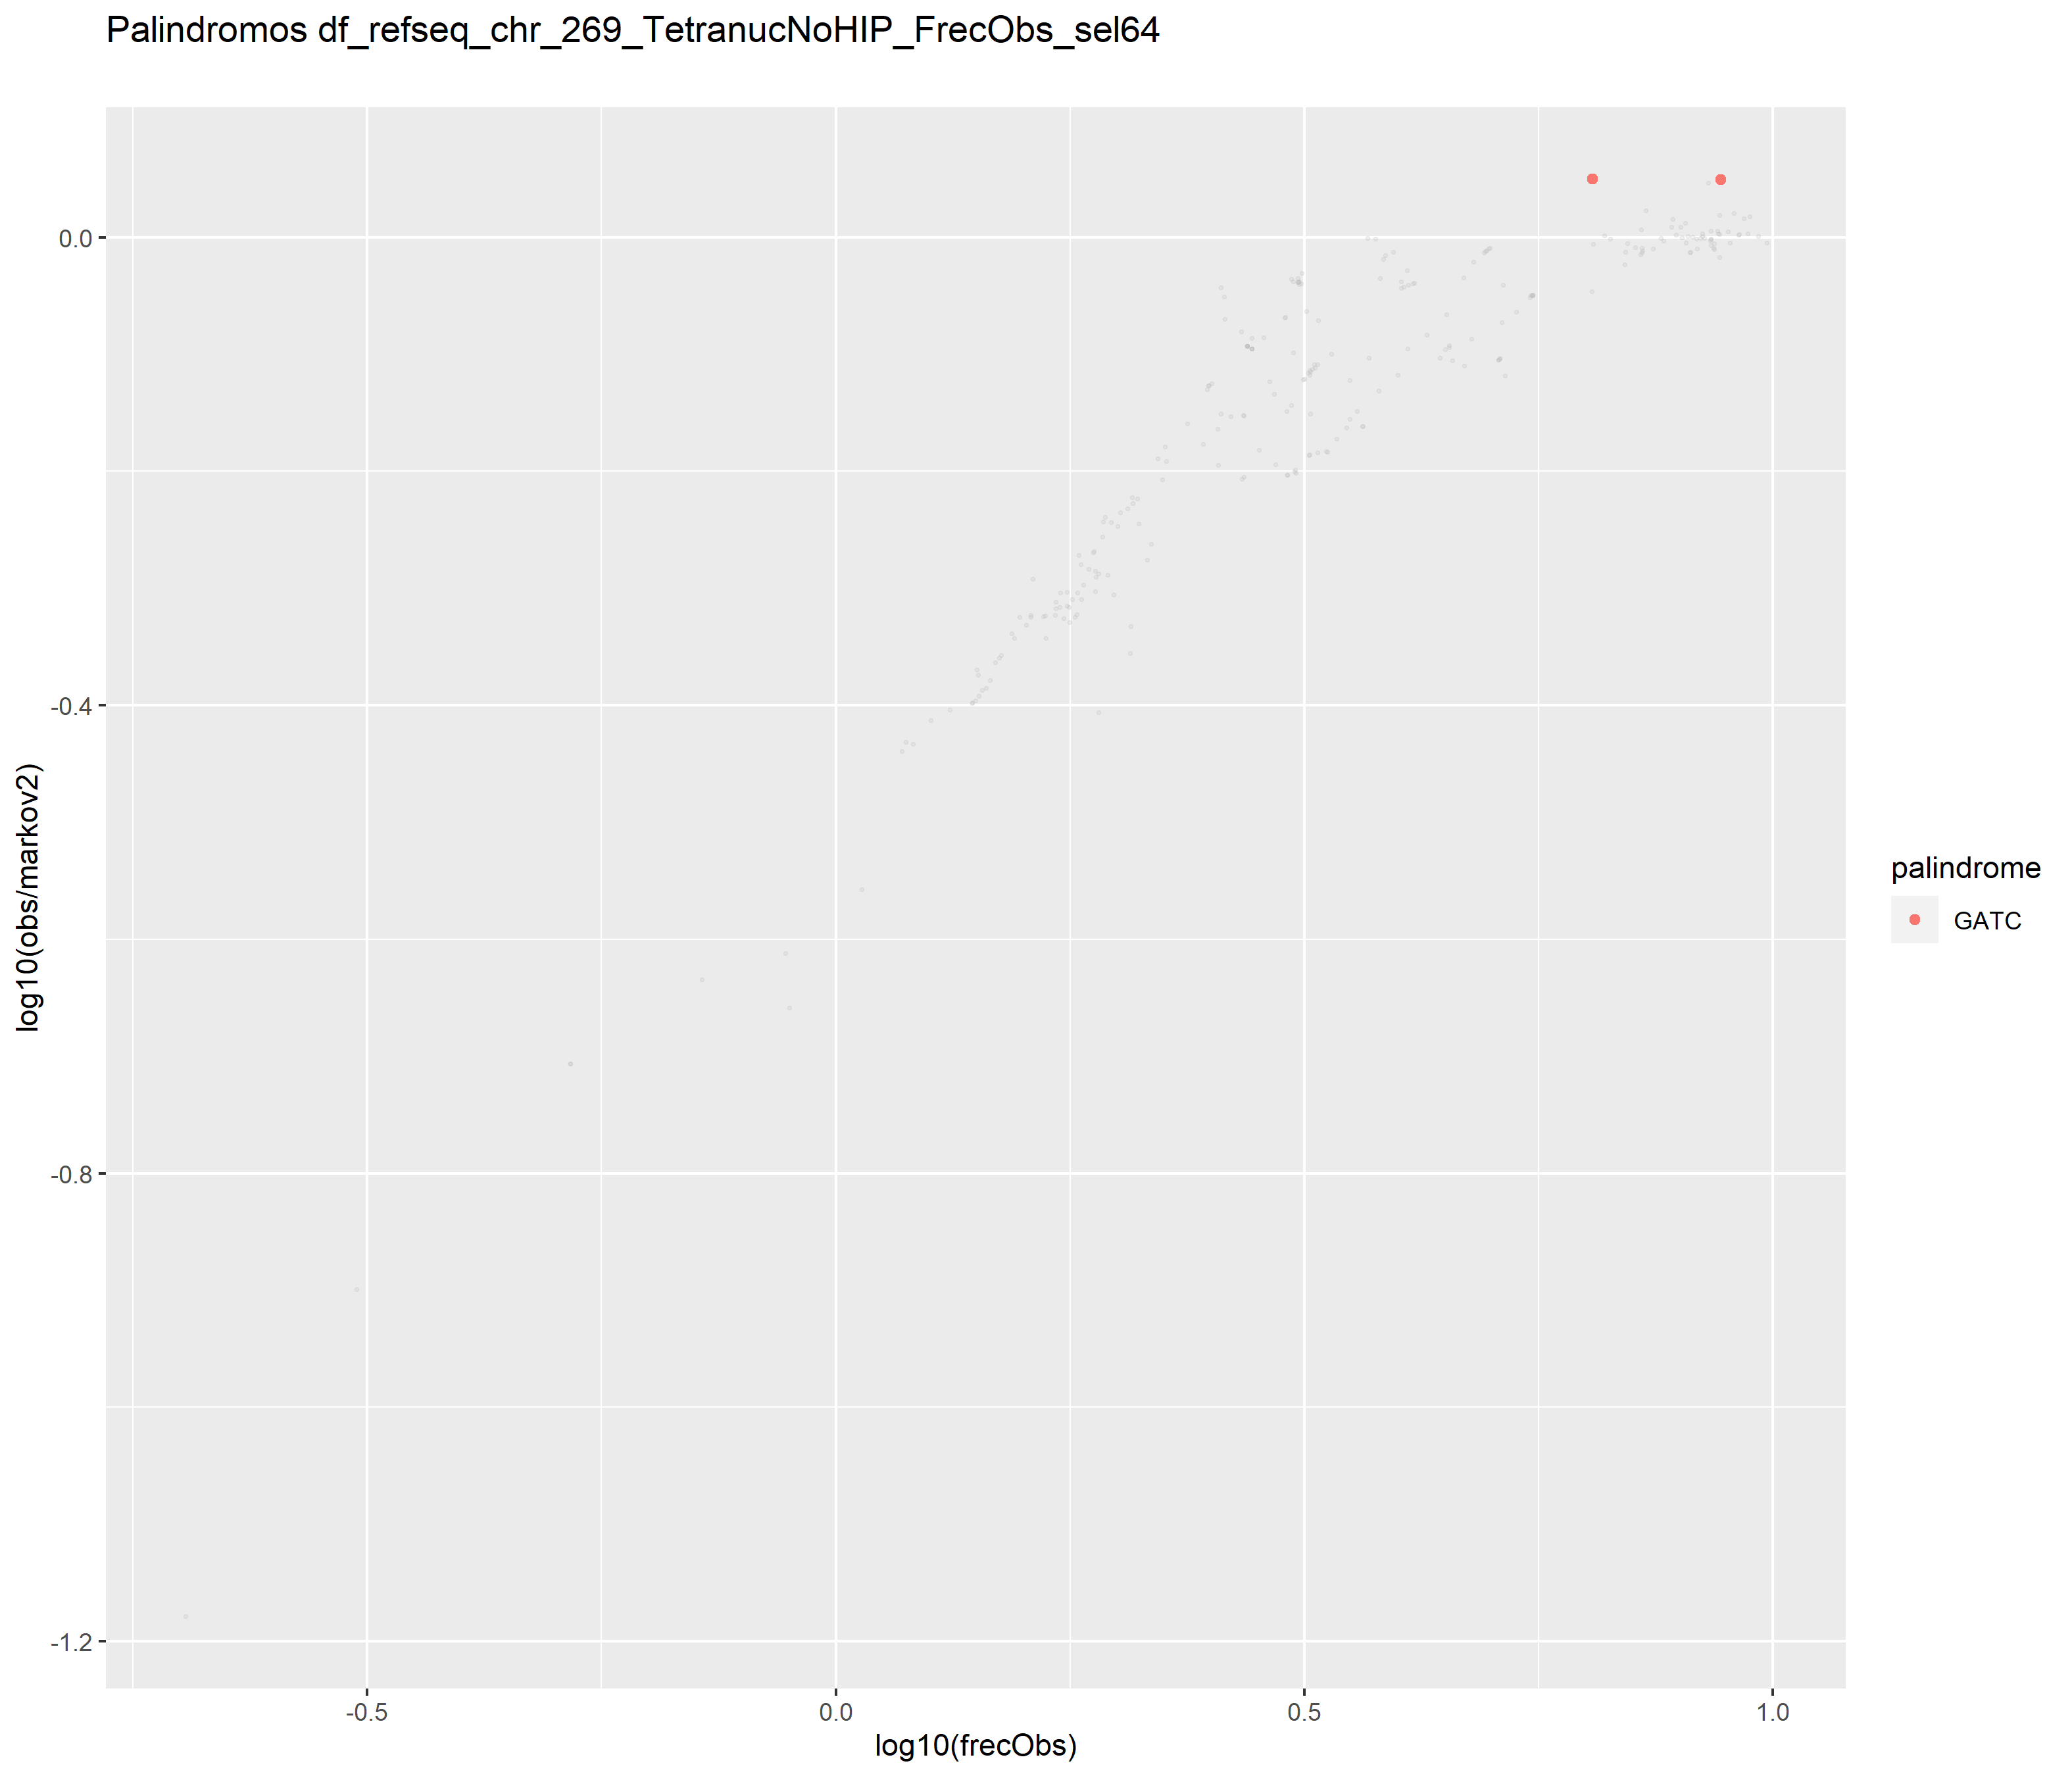 Palindromos df_refseq_chr_269_TetranucNoHIP_FrecObs_sel64
log10(obs/markov2)
0.0
-0.4
-0.8
-1.2
-0.5
0.0
0.5
1.0
log10(frecObs)
palindrome
GATC